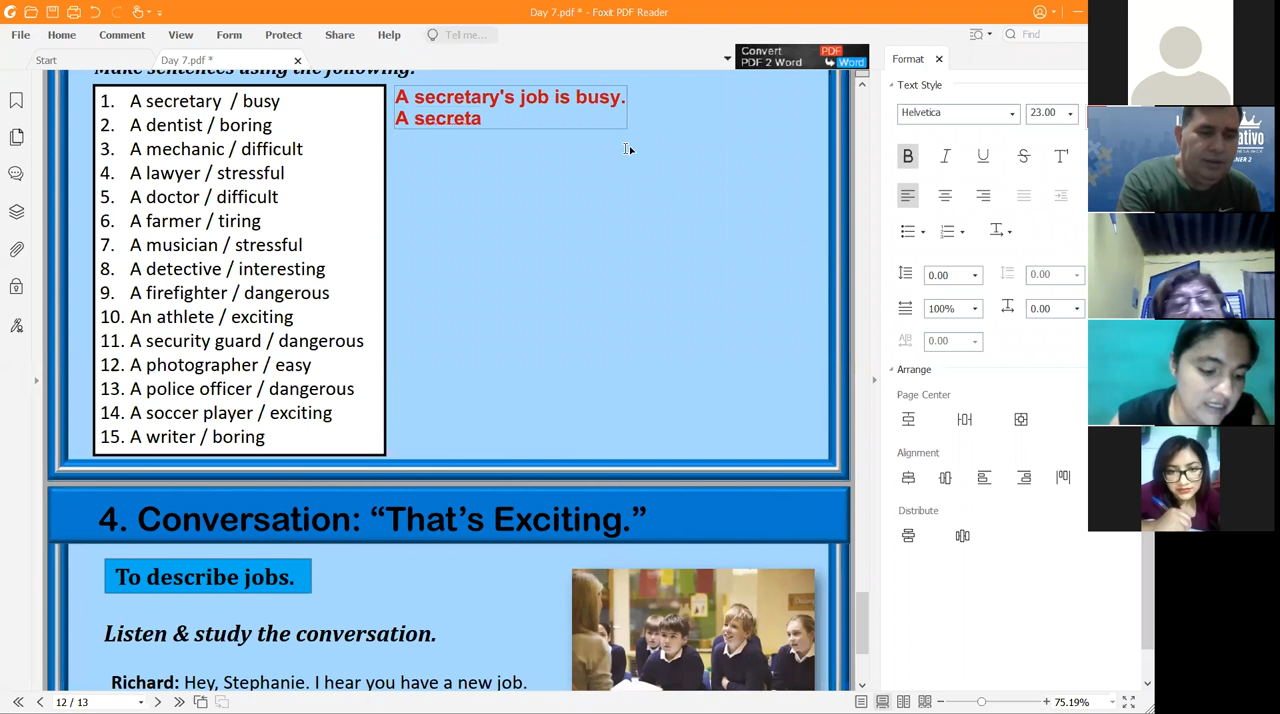 Day 7.pdf * - Foxit PDF Reader
File Home Comment View Form Protect Share Help Tell me... Find
Start Day 7.pdf *
Convert PDF
PDF 2 Word Word
Make sentences using the following:
1. A secretary / busy
2. A dentist / boring
3. A mechanic / difficult
4. A lawyer / stressful
5. A doctor / difficult
6. A farmer / tiring
7. A musician / stressful
8. A detective / interesting
9. A firefighter / dangerous
10. An athlete / exciting
11. A security guard / dangerous
12. A photographer / easy
13. A police officer / dangerous
14. A soccer player / exciting
15. A writer / boring
A secretary's job is busy.
A secreta
4. Conversation: “That’s Exciting.”
To describe jobs.
Listen & study the conversation.
Richard: Hey, Stephanie. I hear you have a new job.
Format
Text Style
Helvetica 23.00
B I U S T
0.00 0.00
100% 0.00
0.00
Arrange
Page Center
Alignment
Distribute
12 / 13
75.19%